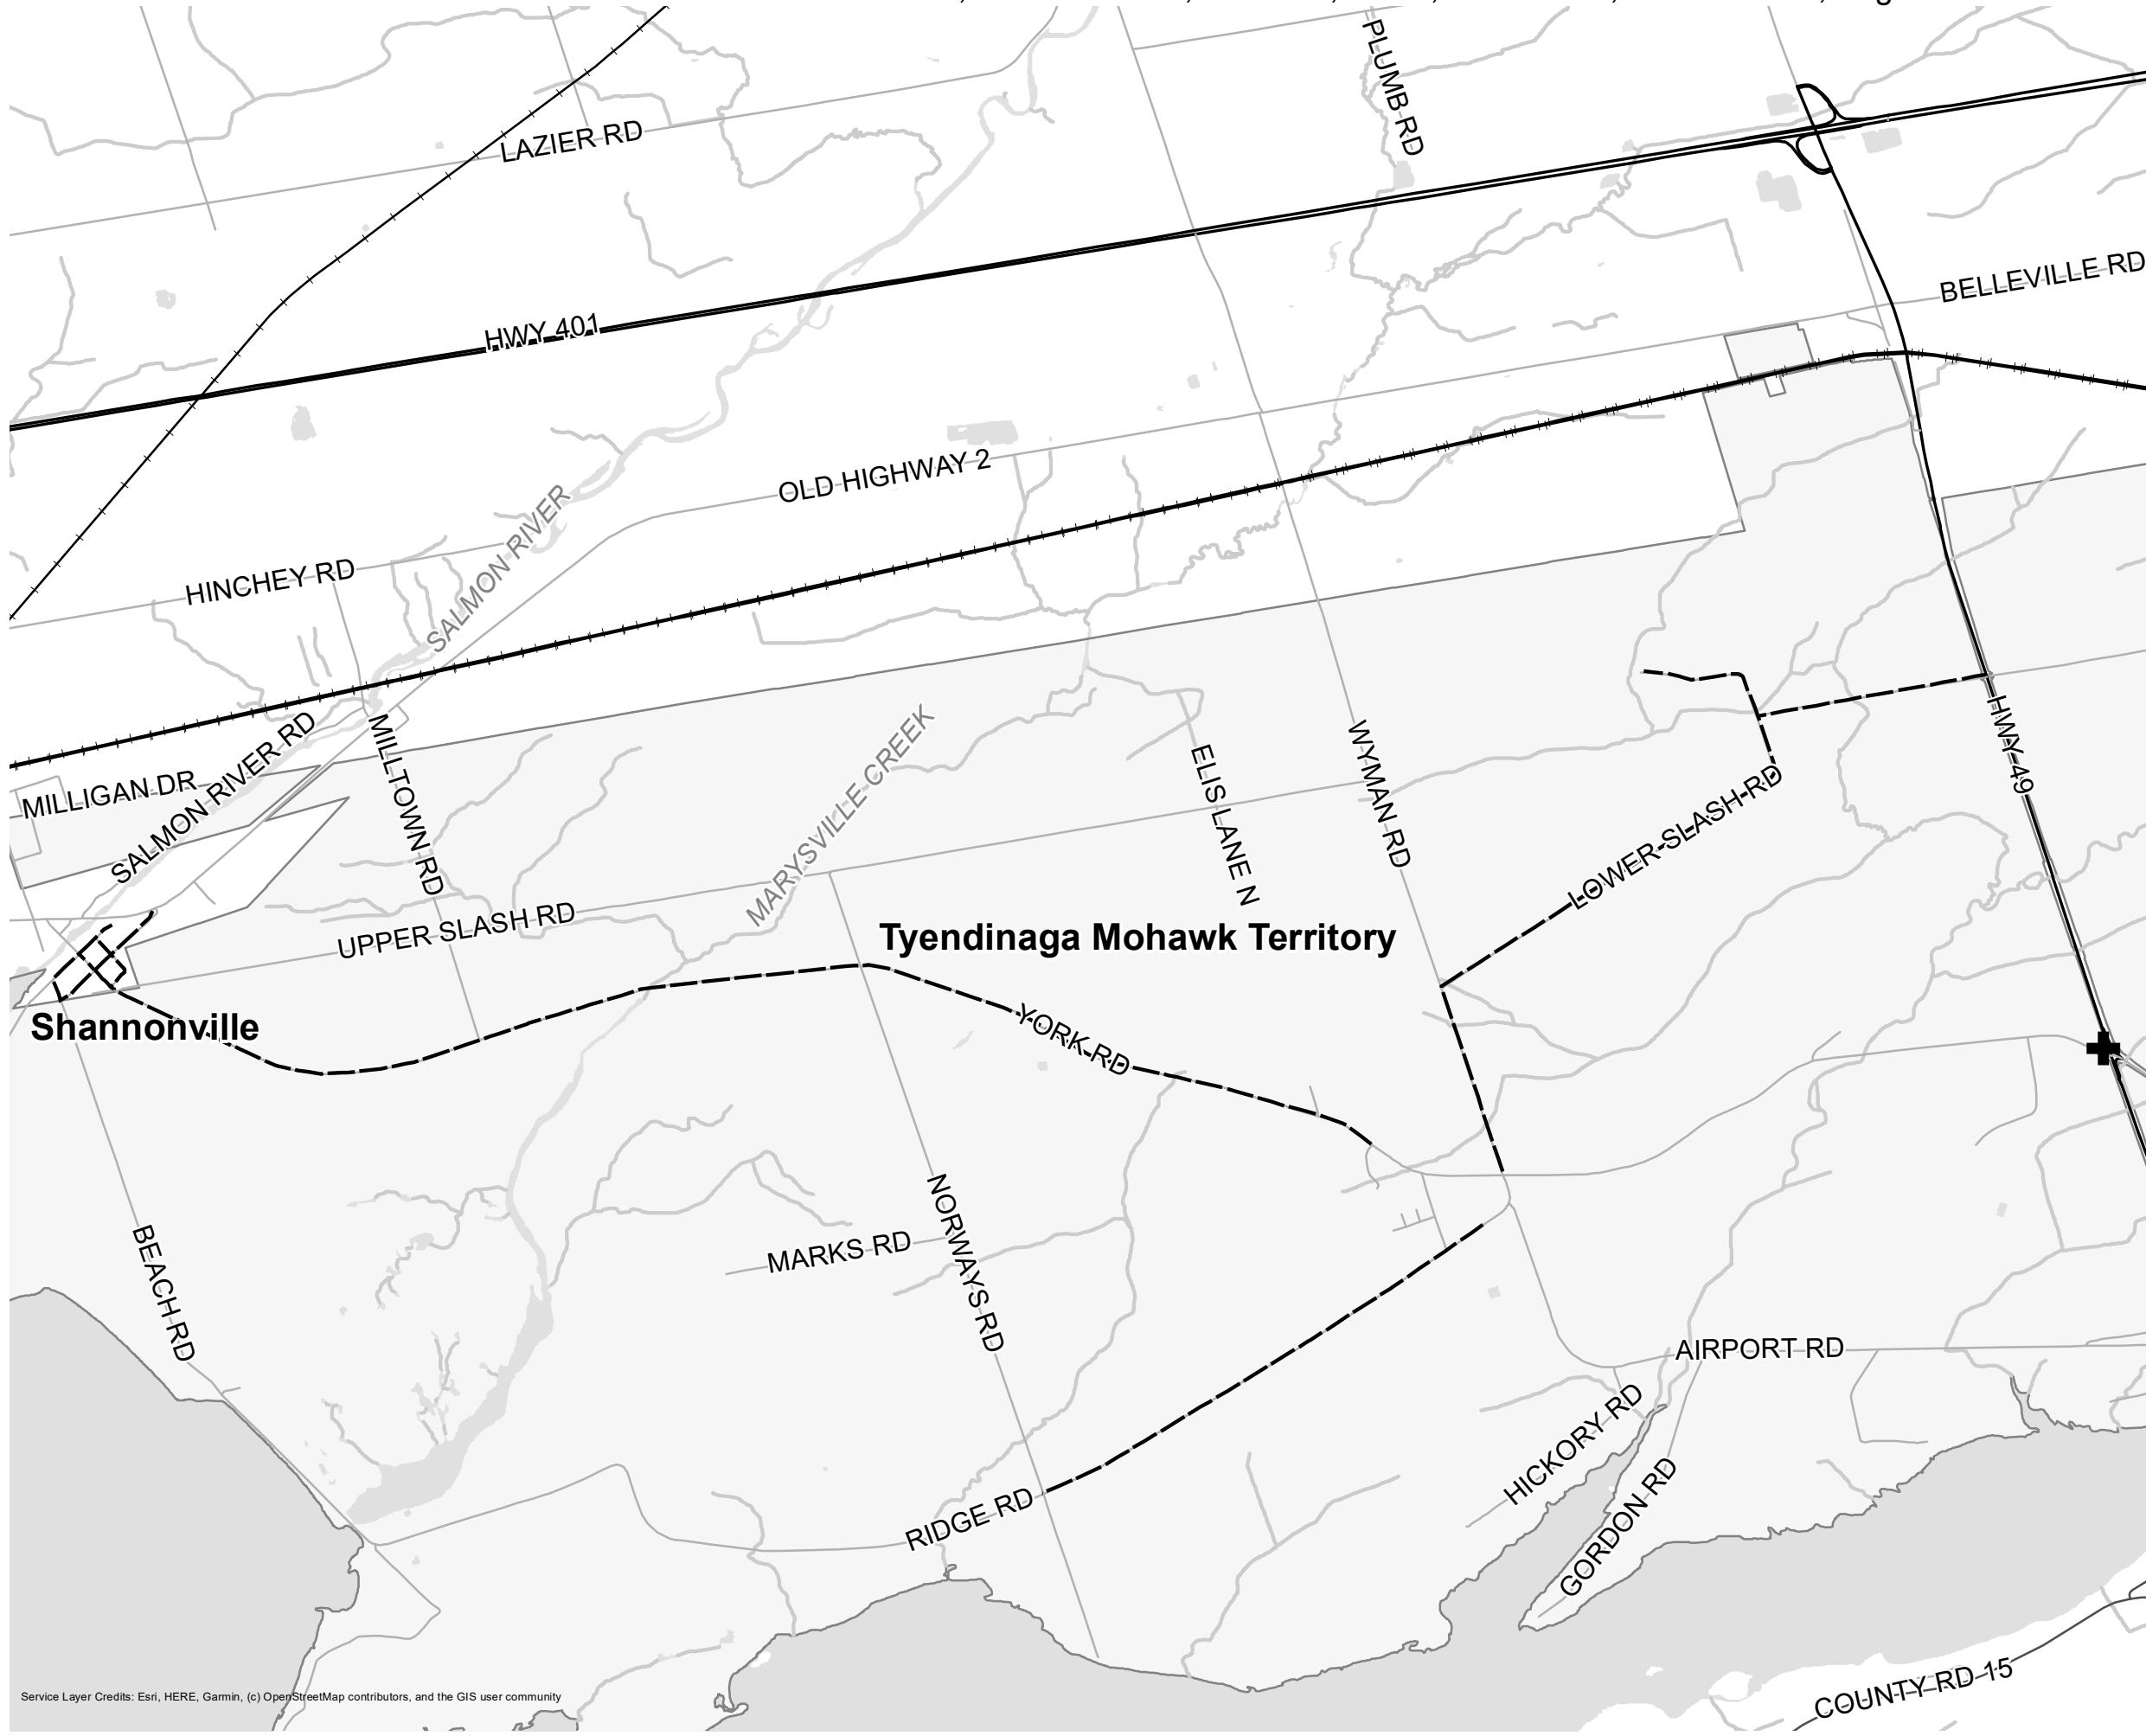 PLUMB RD
LAZIER RD
BELLEVILLE RD
HWY 401
OLD HIGHWAY 2
SALMON RIVER
HINCHEY RD
HWY 49
MILLIGAN DR
SALMON RIVER RD
MILLTOWN RD
MARYSVILLE CREEK
ELIS LANE N
WYMAN RD
LOWER SLASH RD
UPPER SLASH RD
Tyendinaga Mohawk Territory
Shannonville
YORK RD
BEACH RD
MARKS RD
NORWAYS RD
AIRPORT RD
HICKORY RD
GORDON RD
RIDGE RD
COUNTY RD 15
Service Layer Credits: Esri, HERE, Garmin, (c) OpenStreetMap contributors, and the GIS user community